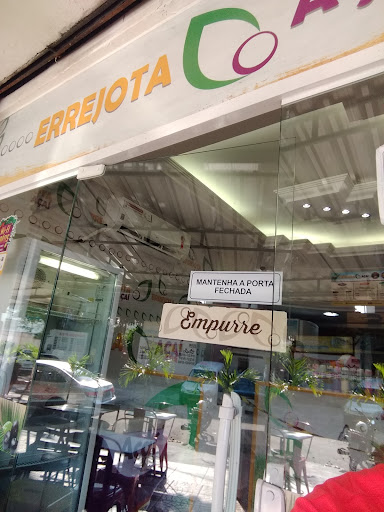 ERREJOTA
MANTENHA A PORTA
FECHADA
Empurre